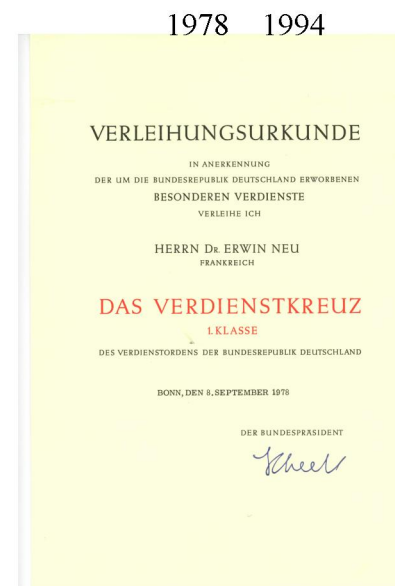 1978 1994
VERLEIHUNGSURKUNDE
IN ANERKENNUNG
DER UM DIE BUNDESREPUBLIK DEUTSCHLAND ERWORBENEN
BESONDEREN VERDIENSTE
VERLEIHE ICH
HERRN DR. ERWIN NEU
FRANKREICH
DAS VERDIENSTKREUZ
1. KLASSE
DES VERDIENSTORDENS DER BUNDESREPUBLIK DEUTSCHLAND
BONN, DEN 8. SEPTEMBER 1978
DER BUNDESPRÄSIDENT
Scheel